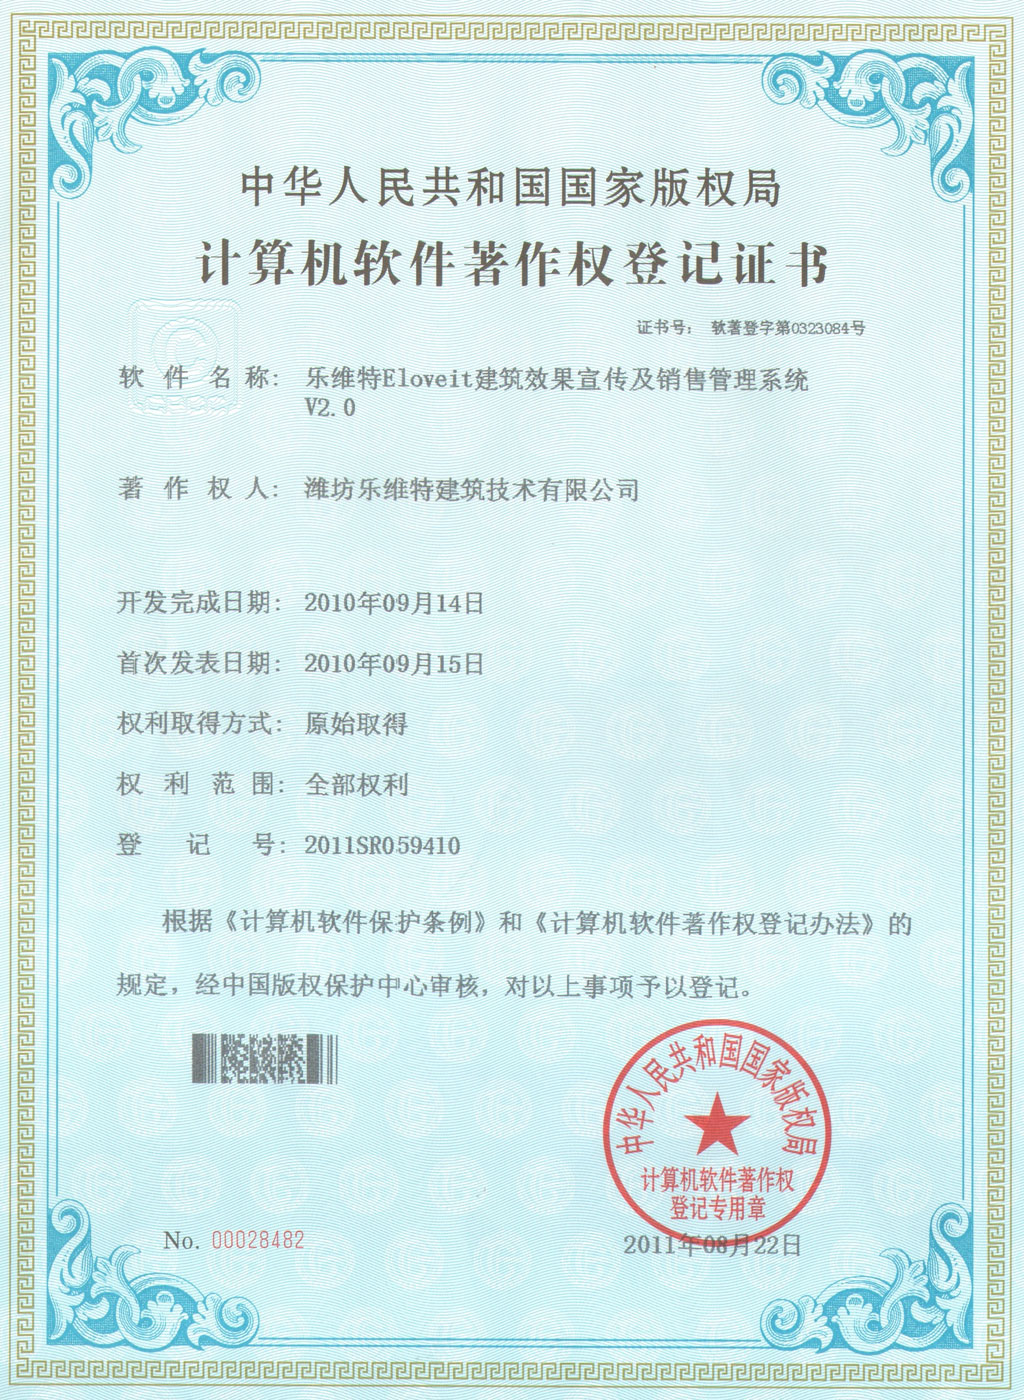 中华人民共和国国家版权局
计算机软件著作权登记证书
证书号： 软著登字第0323084号
软件名称： 乐维特Eloveit建筑效果宣传及销售管理系统
V2.0
著作权人： 潍坊乐维特建筑技术有限公司
开发完成日期： 2010年09月14日
首次发表日期： 2010年09月15日
权利取得方式： 原始取得
权利范围： 全部权利
登记号： 2011SR059410
根据《计算机软件保护条例》和《计算机软件著作权登记办法》的
规定，经中国版权保护中心审核，对以上事项予以登记。
中华人民共和国国家版权局
计算机软件著作权
登记专用章
No. 00028482
2011年08月22日